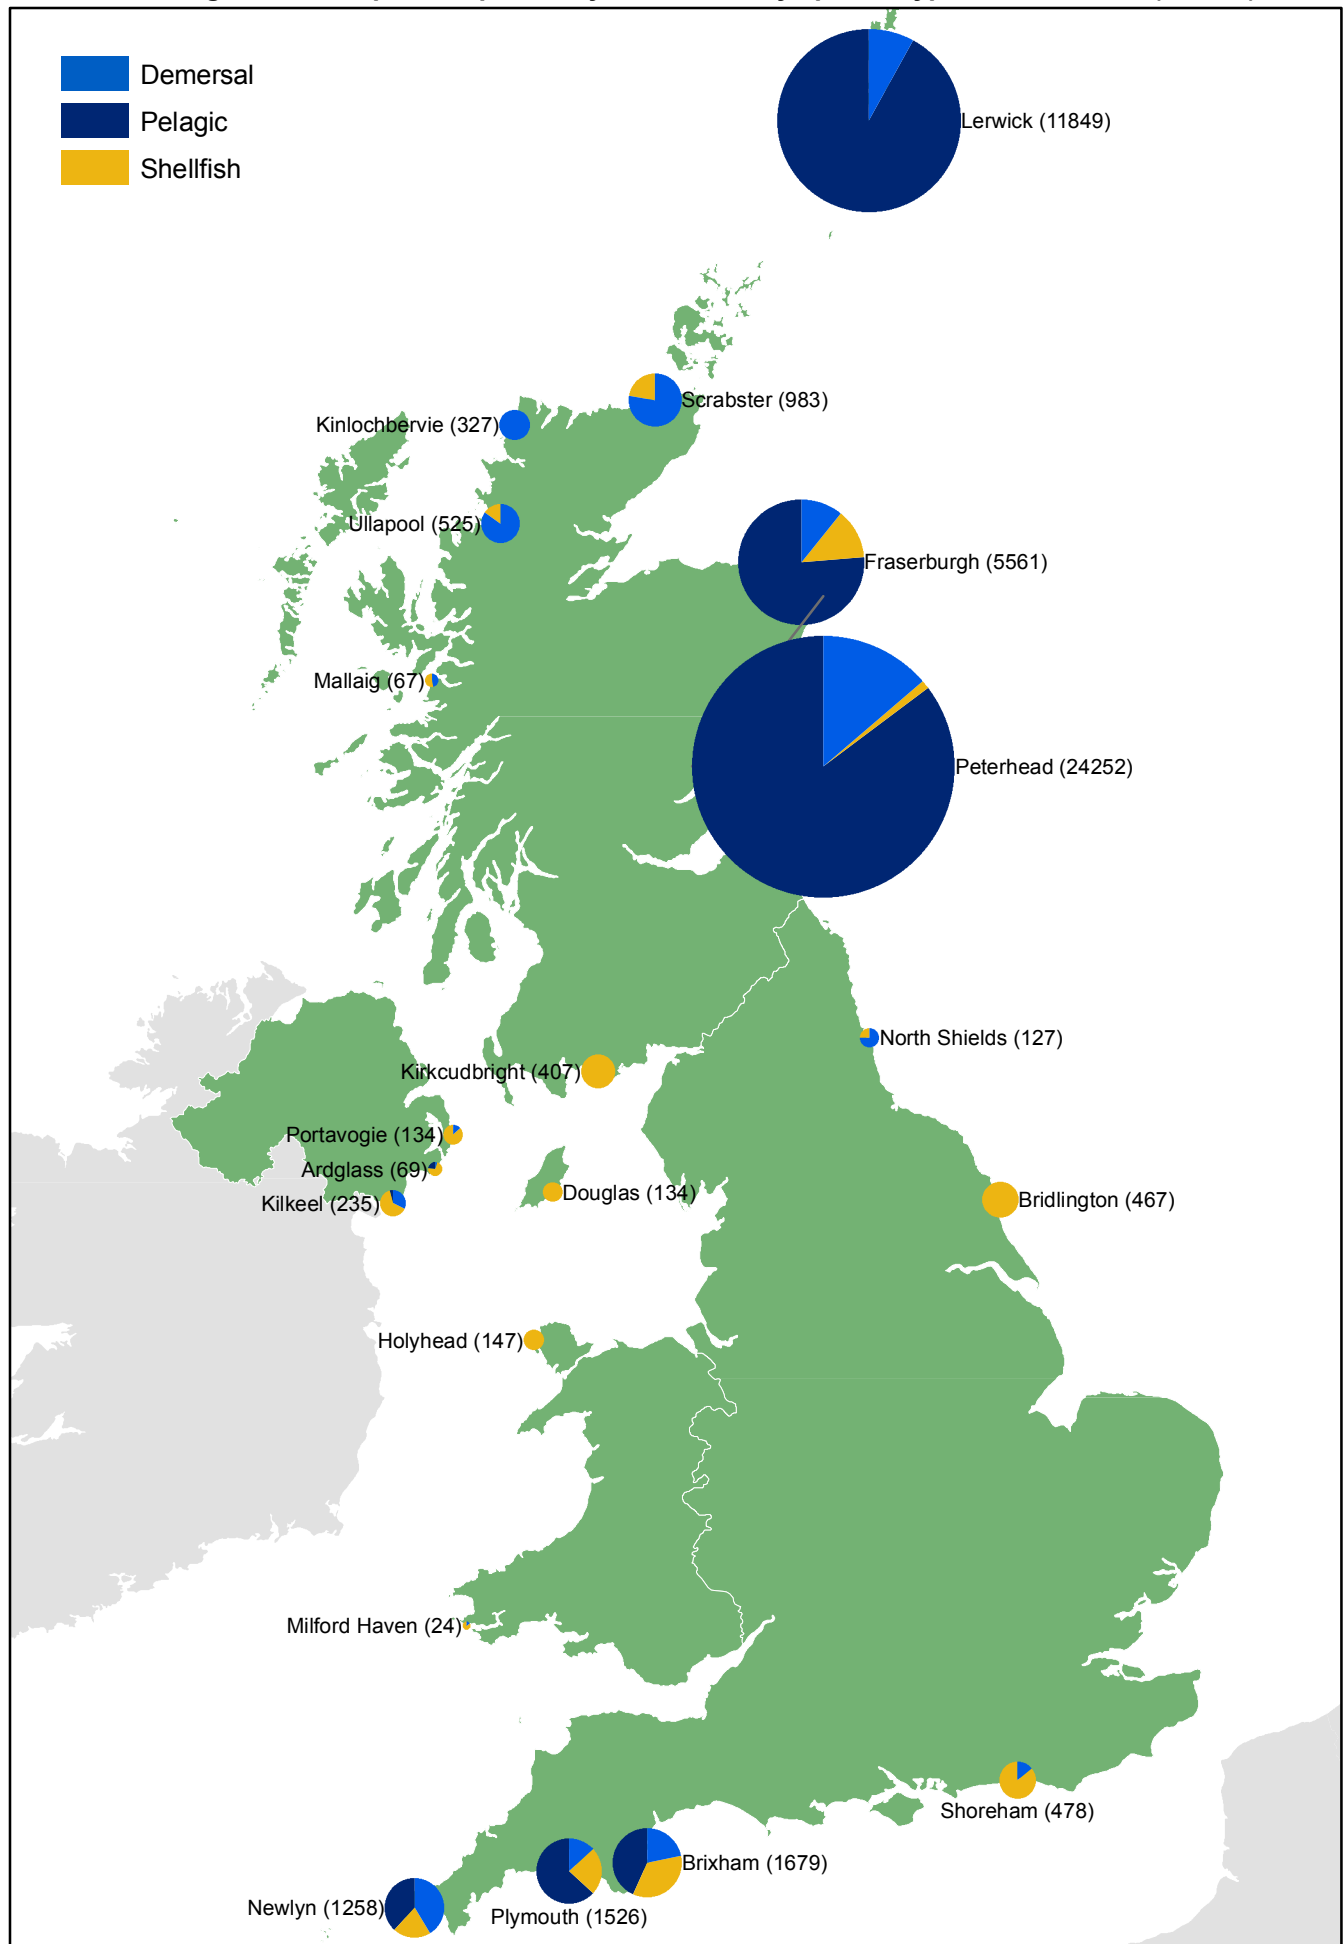 Demersal
Pelagic
Shellfish
Lerwick (11849)
Scrabster (983)
Kinlochbervie (327)
Ullapool (525)
Fraserburgh (5561)
Mallaig (67)
Peterhead (24252)
North Shields (127)
Kirkcudbright (407)
Portavogie (134)
Ardglass (69)
Douglas (134)
Bridlington (467)
Kilkeel (235)
Holyhead (147)
Milford Haven (24)
Shoreham (478)
Brixham (1679)
Newlyn (1258)
Plymouth (1526)